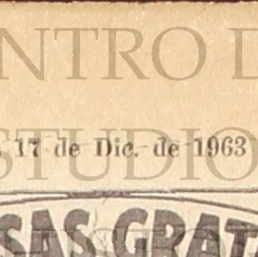 NTRO D
17 de Dic. de 1963
STUDIO
SAS GRAT